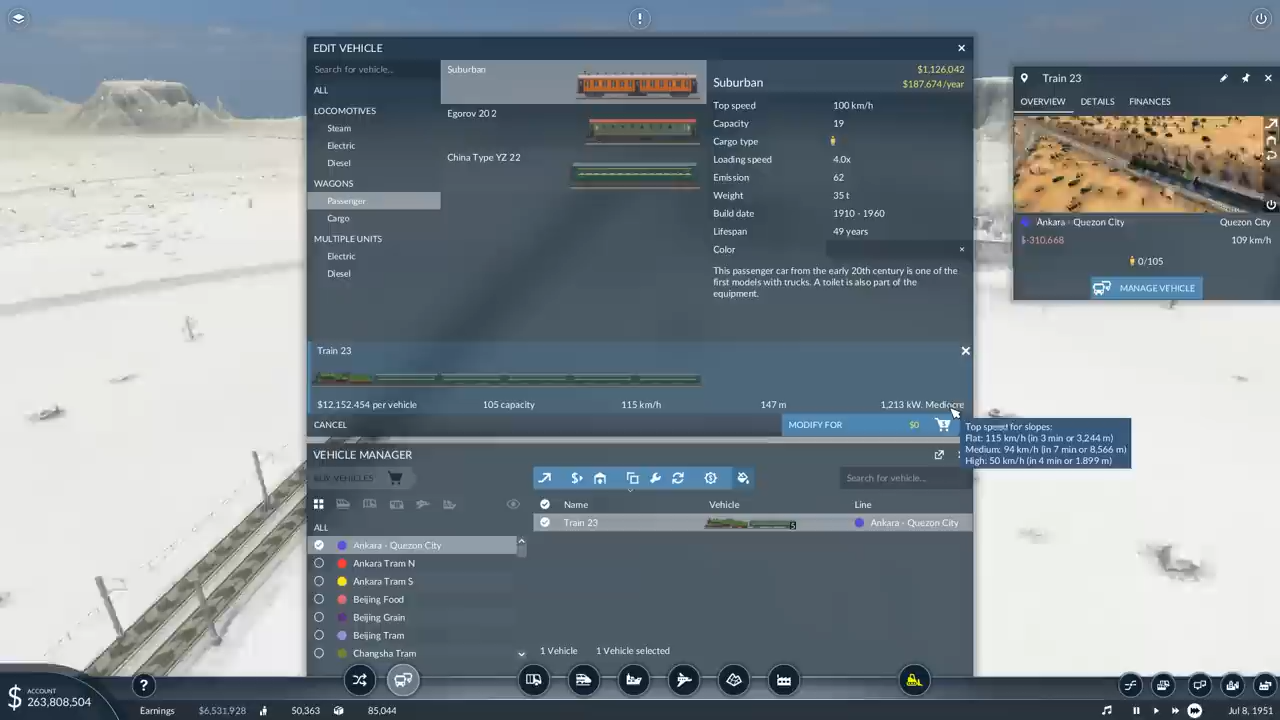 EDIT VEHICLE
Search for vehicle...
ALL
LOCOMOTIVES
Steam
Electric
Diesel
WAGONS
Passenger
Cargo
MULTIPLE UNITS
Electric
Diesel
Suburban
Egorov 20 2
China Type YZ 22
$1,126,042
Suburban
$187,674/year
Top speed 100 km/h
Capacity 19
Cargo type
Loading speed 4.0x
Emission 62
Weight 35 t
Build date 1910 - 1960
Lifespan 49 years
Color
This passenger car from the early 20th century is one of the
first models with trucks. A toilet is also part of the
equipment.
Train 23
$12,152,454 per vehicle 105 capacity 115 km/h 147 m 1,213 kW. Mediocre
CANCEL
MODIFY FOR $0
Top speed for slopes:
Flat: 115 km/h (in 3 min or 3,244 m)
Medium: 94 km/h (in 7 min or 8,566 m)
High: 50 km/h (in 4 min or 1,899 m)
VEHICLE MANAGER
BUY VEHICLES
Search for vehicle...
Name Vehicle Line
Train 23 5 Ankara - Quezon City
ALL
Ankara - Quezon City
Ankara Tram N
Ankara Tram S
Beijing Food
Beijing Grain
Beijing Tram
Changsha Tram
1 Vehicle 1 Vehicle selected
Train 23
OVERVIEW DETAILS FINANCES
Ankara - Quezon City Quezon City
$-310,668 109 km/h
0/105
MANAGE VEHICLE
ACCOUNT
$ 263,808,504
?
Earnings $6,531,928 50,363 85,044
Jul 8, 1951